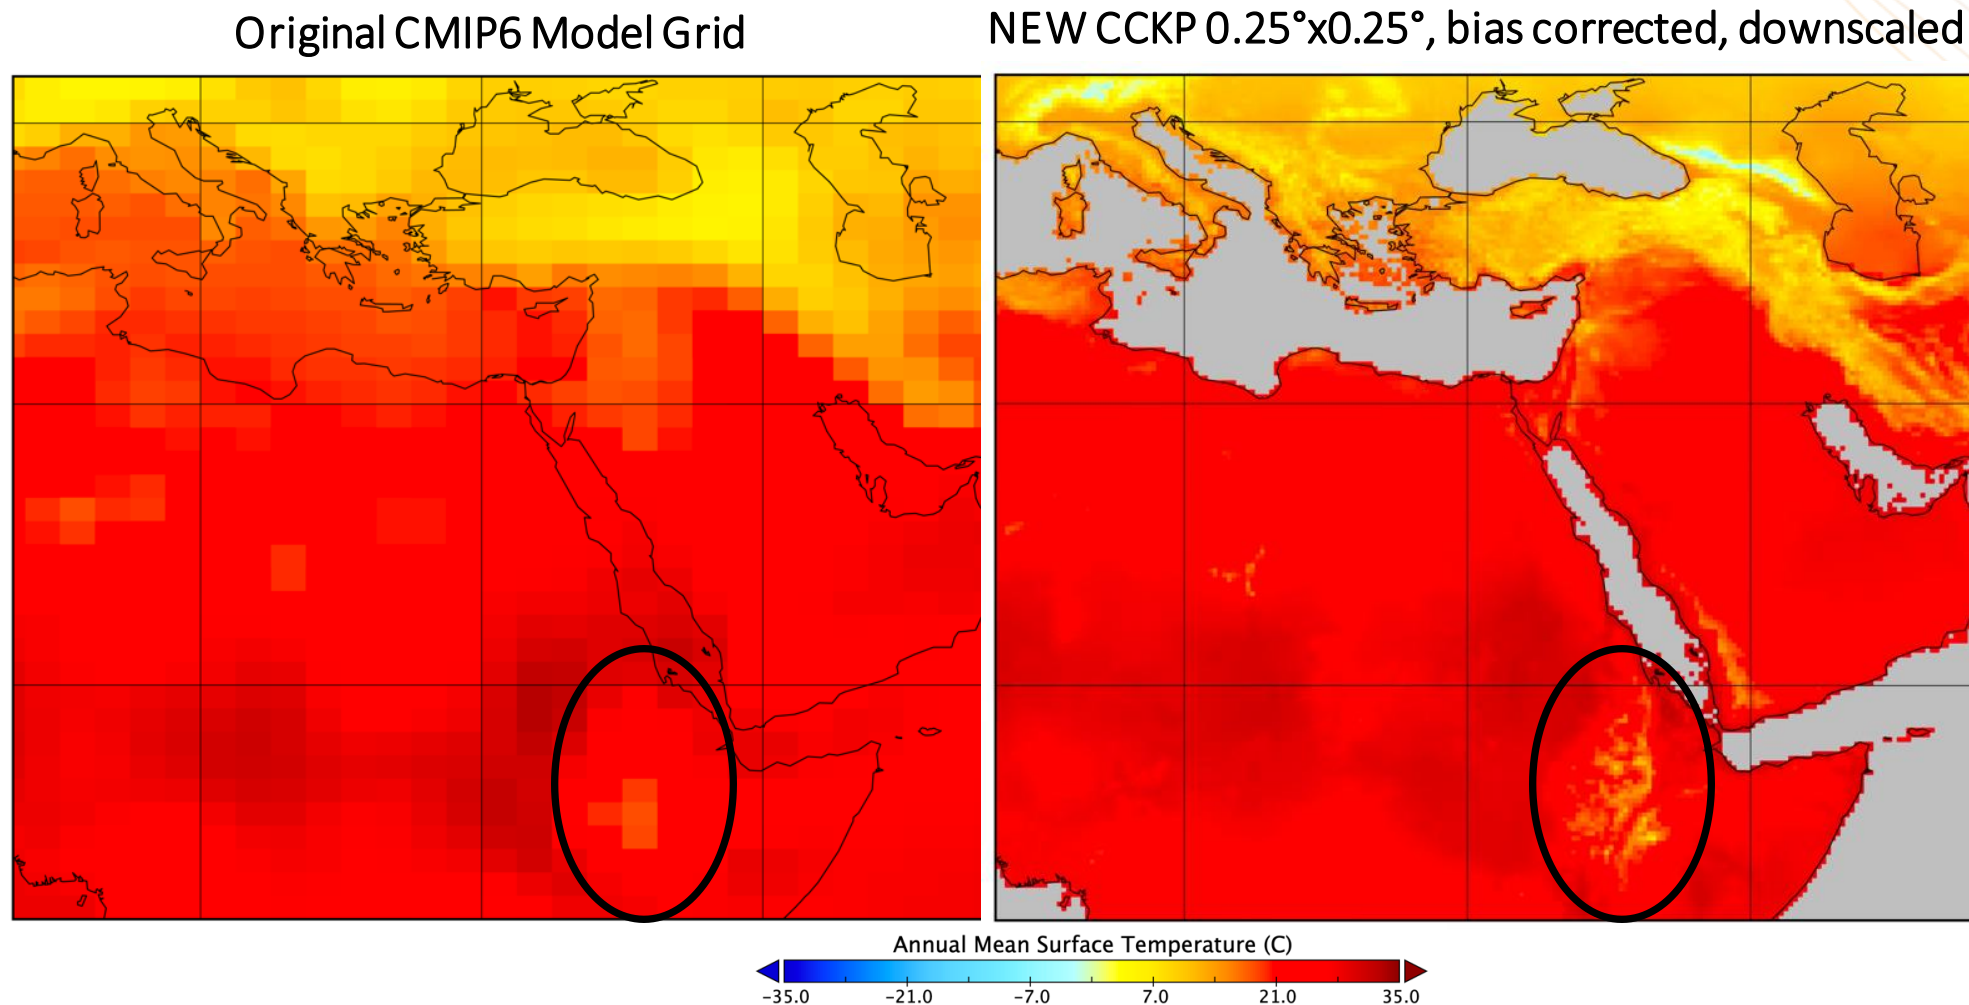 Original CMIP6 Model Grid
NEW CCKP 0.25°x0.25°, bias corrected, downscaled
Annual Mean Surface Temperature (C)
-35.0 -21.0 -7.0 7.0 21.0 35.0